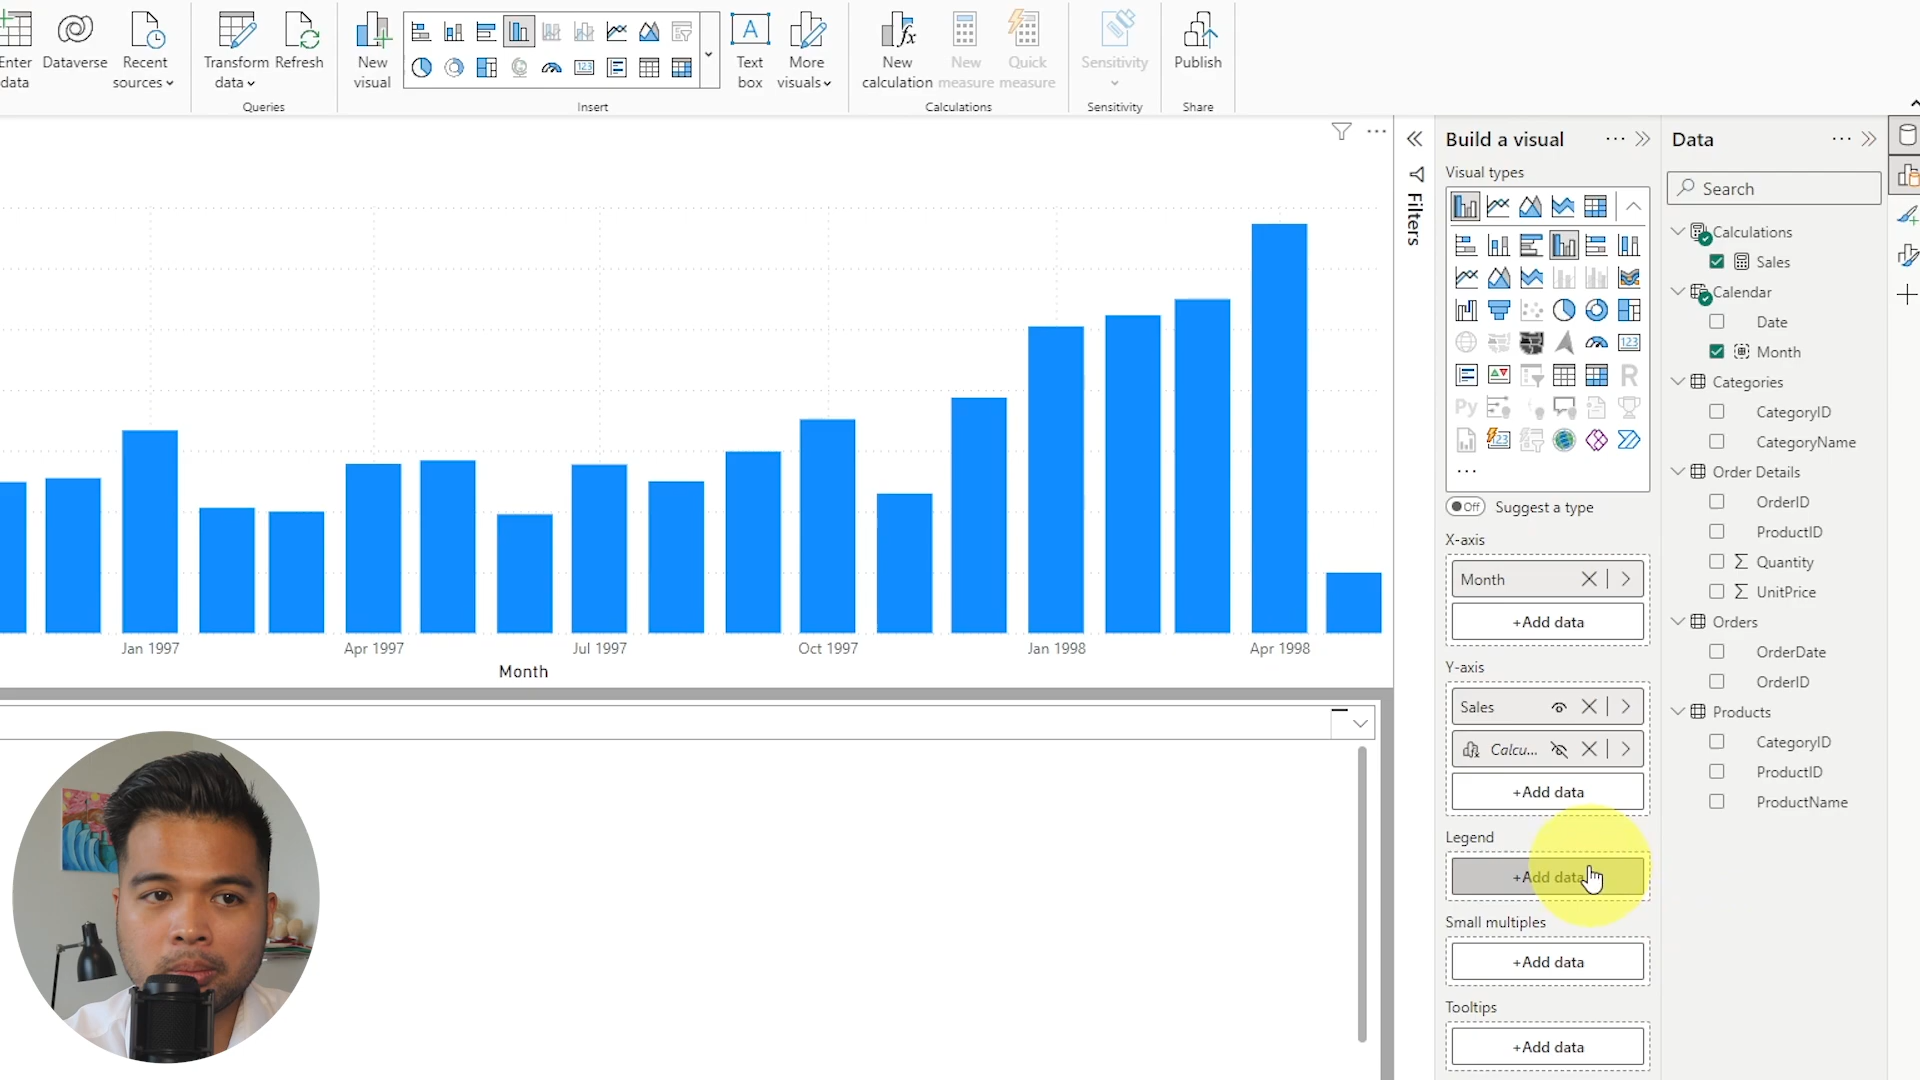 Enter
data
Dataverse
Recent
sources
Transform
data
Refresh
Queries
New
visual
Insert
A
Text
box
More
visuals
New
calculation
New
measure
Quick
measure
Calculations
Sensitivity
Sensitivity
Publish
Share
Jan 1997
Apr 1997
Jul 1997
Oct 1997
Jan 1998
Apr 1998
Month
Filters
Build a visual
Visual types
123
R
Py
123
Off
Suggest a type
X-axis
Month
+Add data
Y-axis
Sales
Calcu...
+Add data
Legend
+Add data
Small multiples
+Add data
Tooltips
+Add data
Data
Search
Calculations
Sales
Calendar
Date
Month
Categories
CategoryID
CategoryName
Order Details
OrderID
ProductID
Quantity
UnitPrice
Orders
OrderDate
OrderID
Products
CategoryID
ProductID
ProductName